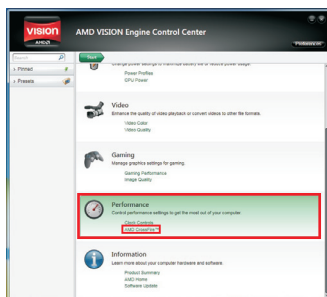 VISION
AMD
AMD VISION Engine Control Center
Preferences
Search
Start
Pinned
Presets
Power Profiles
GPU Power
Video
Enhance the quality of video playback or convert videos to other file formats.
Video Color
Video Quality
Gaming
Manage graphics settings for gaming.
Gaming Performance
Image Quality
Performance
Control performance settings to get the most out of your computer.
Clock Controls
AMD CrossFire™
Information
Learn more about your computer hardware and software.
Product Summary
AMD Home
Software Update